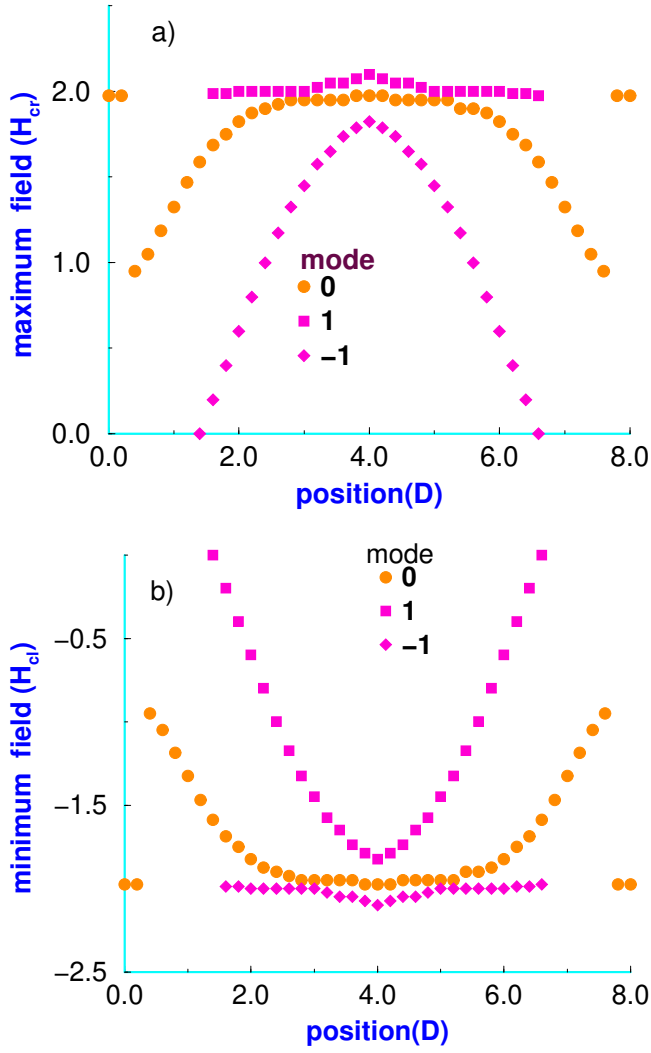 a)
2.0
1.0
0.0
maximum field (H_cr)
mode
0
1
−1
0.0 2.0 4.0 6.0 8.0
position(D)
b)
mode
0
1
−1
−0.5
−1.5
−2.5
minimum field (H_cl)
0.0 2.0 4.0 6.0 8.0
position(D)